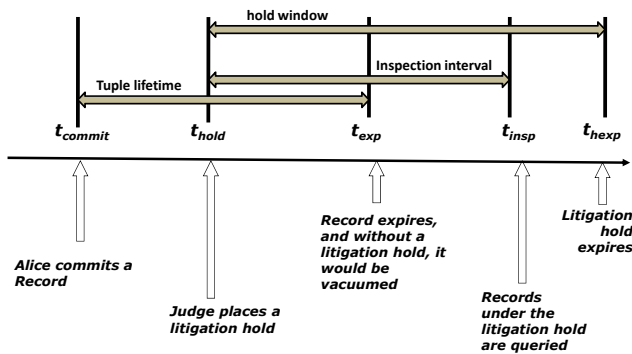 hold window
Inspection interval
Tuple lifetime
t_commit
t_hold
t_exp
t_insp
t_hexp
Alice commits a
Record
Judge places a
litigation hold
Record expires,
and without a
litigation hold, it
would be
vacuumed
Records
under the
litigation hold
are queried
Litigation
hold
expires